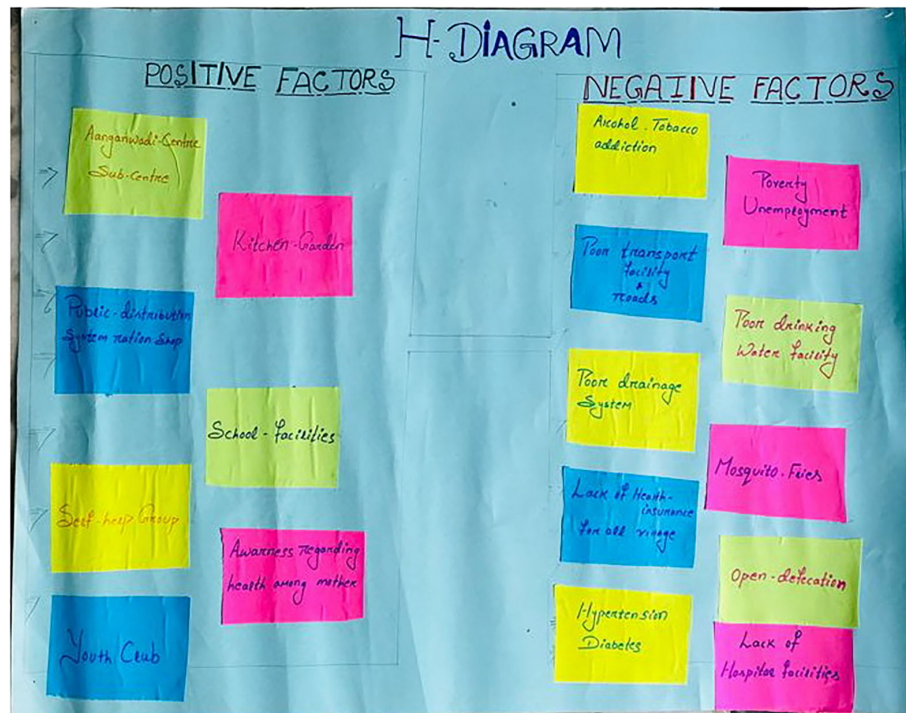 H-DIAGRAM
POSITIVE FACTORS
Aanganwadi-Centre
Sub-Centre
Kitchen-Garden
Public-distribution
System ration Shop
School-facilities
Self-help Group
Awarness regarding
health among mother
Youth Club
NEGAIIVE FACTORS
Alcohol-Tobacco
addiction
Poverty
Unemployment
Poor transport
facility
&
roads
Poor drinking
Water facility
Poor drainage
System
Mosquito-Flies
Lack of Health-
insurance
for all village
Open-defecation
Hypertension
Diabetes
Lack of
Hospital facilities